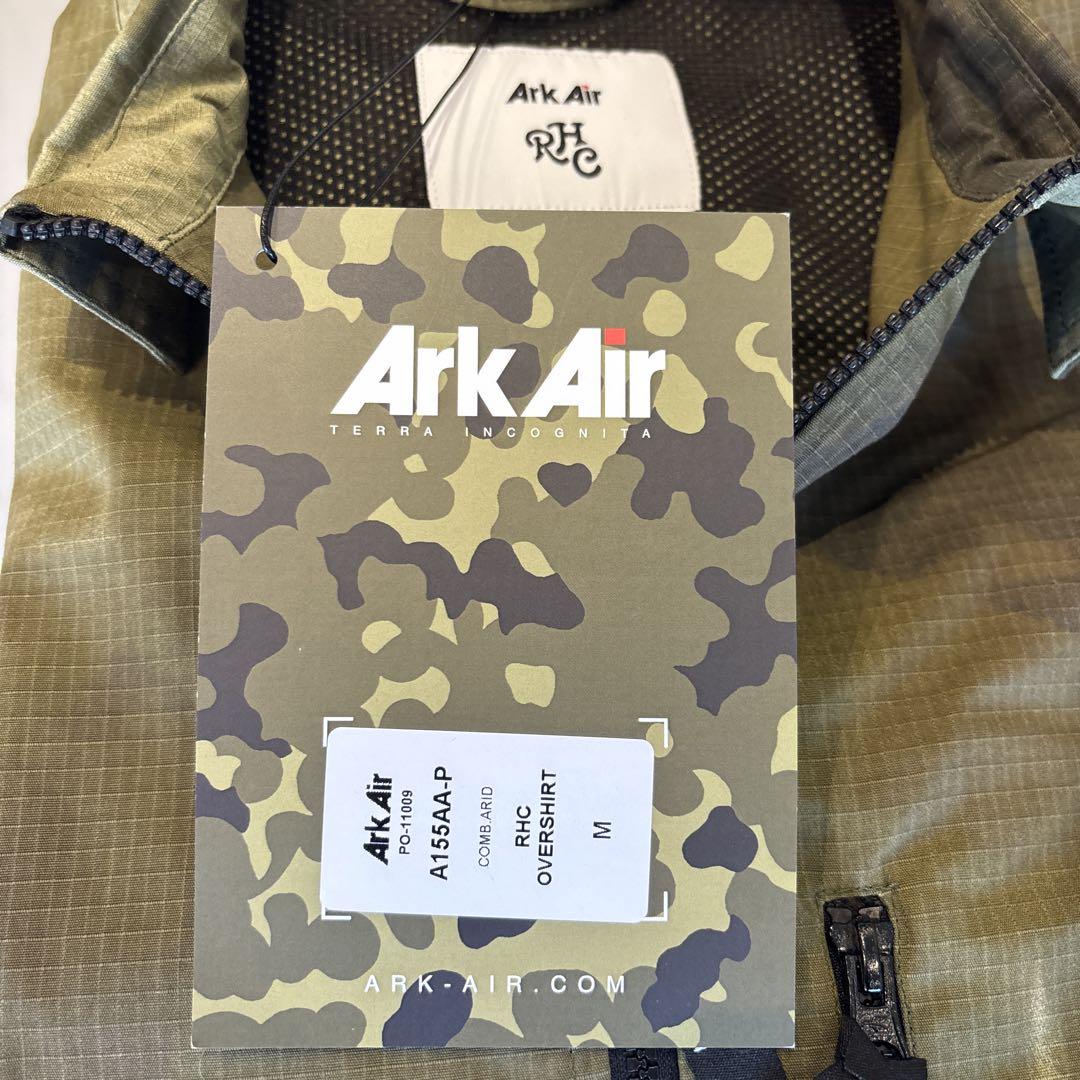 Ark Air
RHC
Ark Air
TERRA INCOGNITA
Ark Air
PO-11009
A155AA-P
COMB.ARID
RHC
OVERSHIRT
M
ARK-AIR.COM